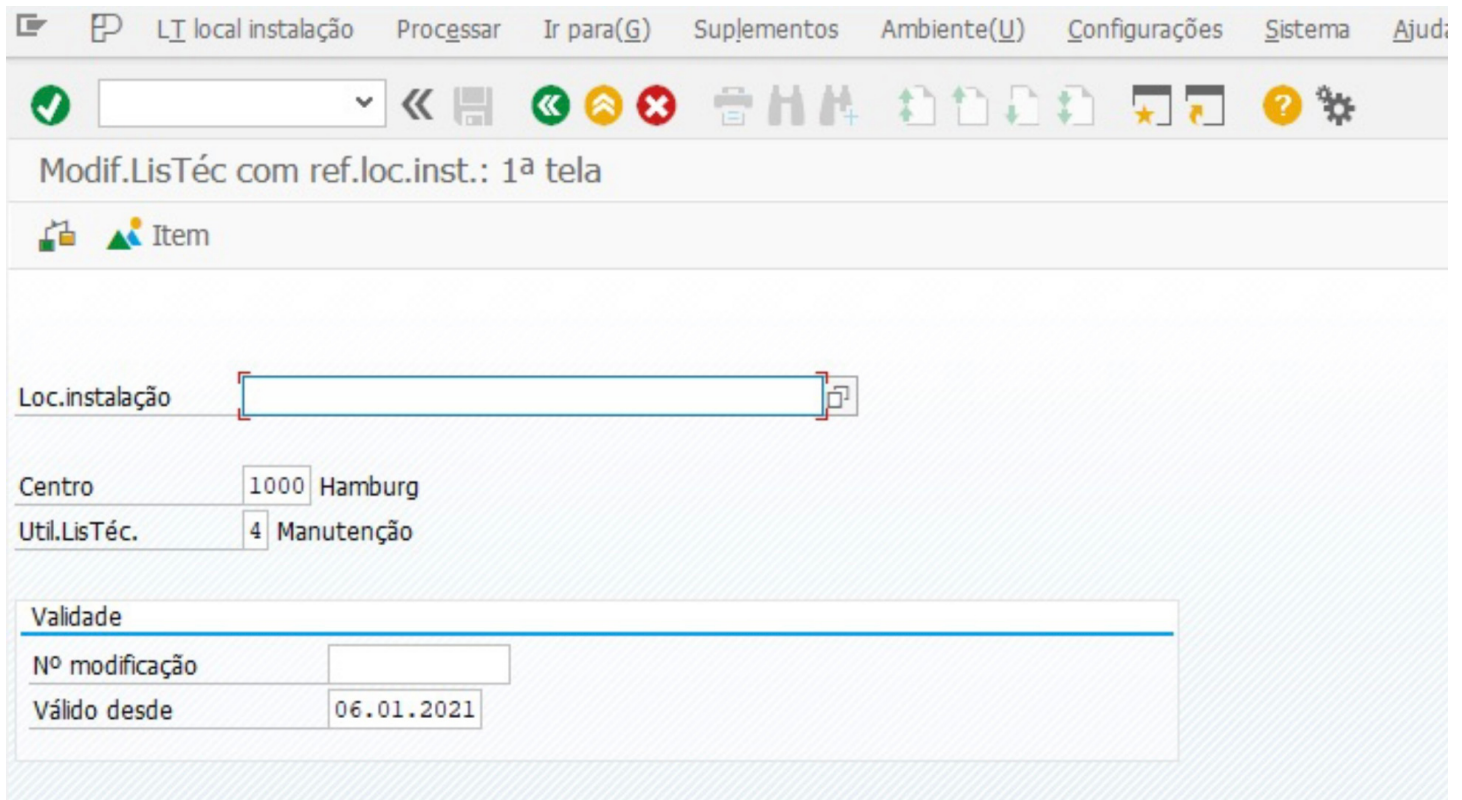 LT local instalação Processar Ir para(G) Suplementos Ambiente(U) Configurações Sistema Ajuda
Modif.LisTéc com ref.loc.inst.: 1ª tela
Item
Loc.instalação
Centro 1000 Hamburg
Util.LisTéc. 4 Manutenção
Validade
Nº modificação
Válido desde 06.01.2021